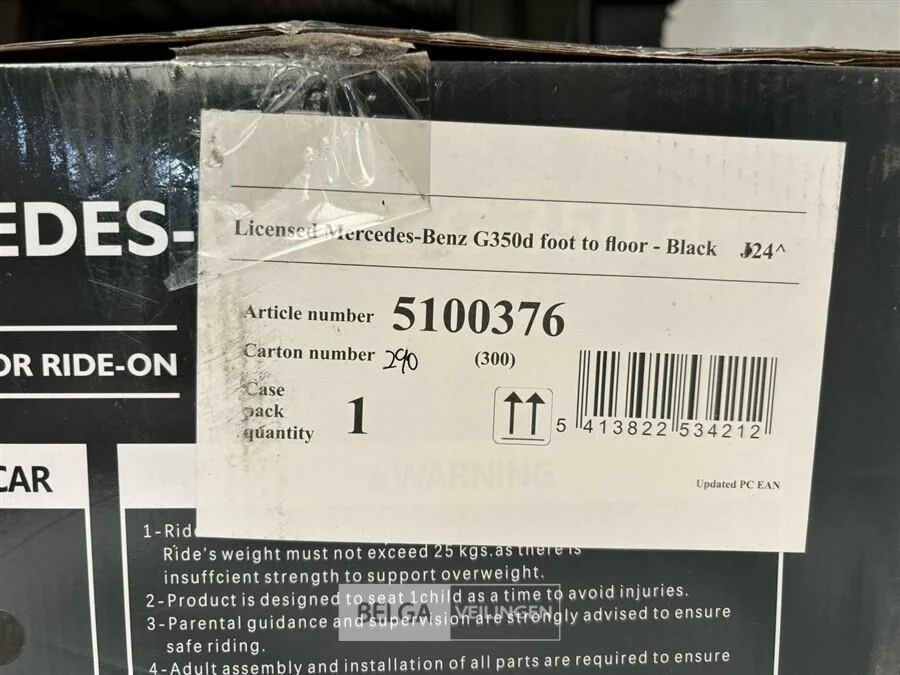 EDES-
OR RIDE-ON
CAR
Licensed Mercedes-Benz G350d foot to floor - Black J24^
Article number 5100376
Carton number 290 (300)
Case
pack
quantity 1
5 413822 534212
Updated PC EAN
WARNING
1-Ride
Ride's weight must not exceed 25 kgs.as there is
insuffcient strength to support overweight.
2-Product is designed to seat 1child as a time to avoid injuries.
3-Parental guidance and supervision are strongly advised to ensure
safe riding.
4-Adult assembly and installation of all parts are required to ensure
BELGA VEILINGEN